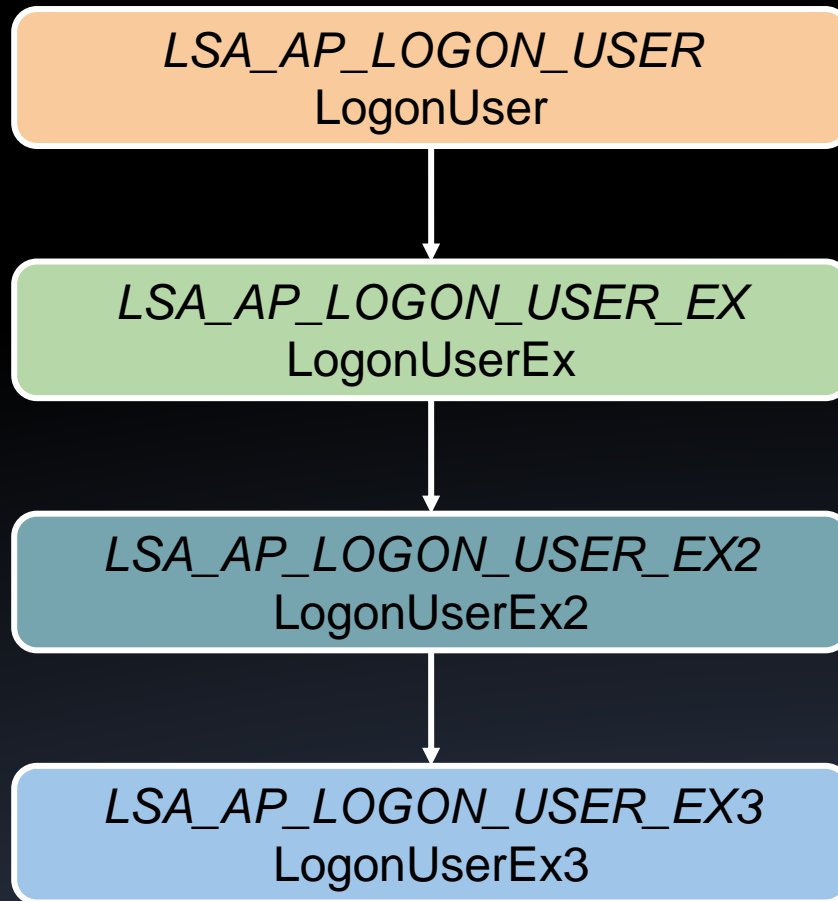 LSA_AP_LOGON_USER
LogonUser
LSA_AP_LOGON_USER_EX
LogonUserEx
LSA_AP_LOGON_USER_EX2
LogonUserEx2
LSA_AP_LOGON_USER_EX3
LogonUserEx3